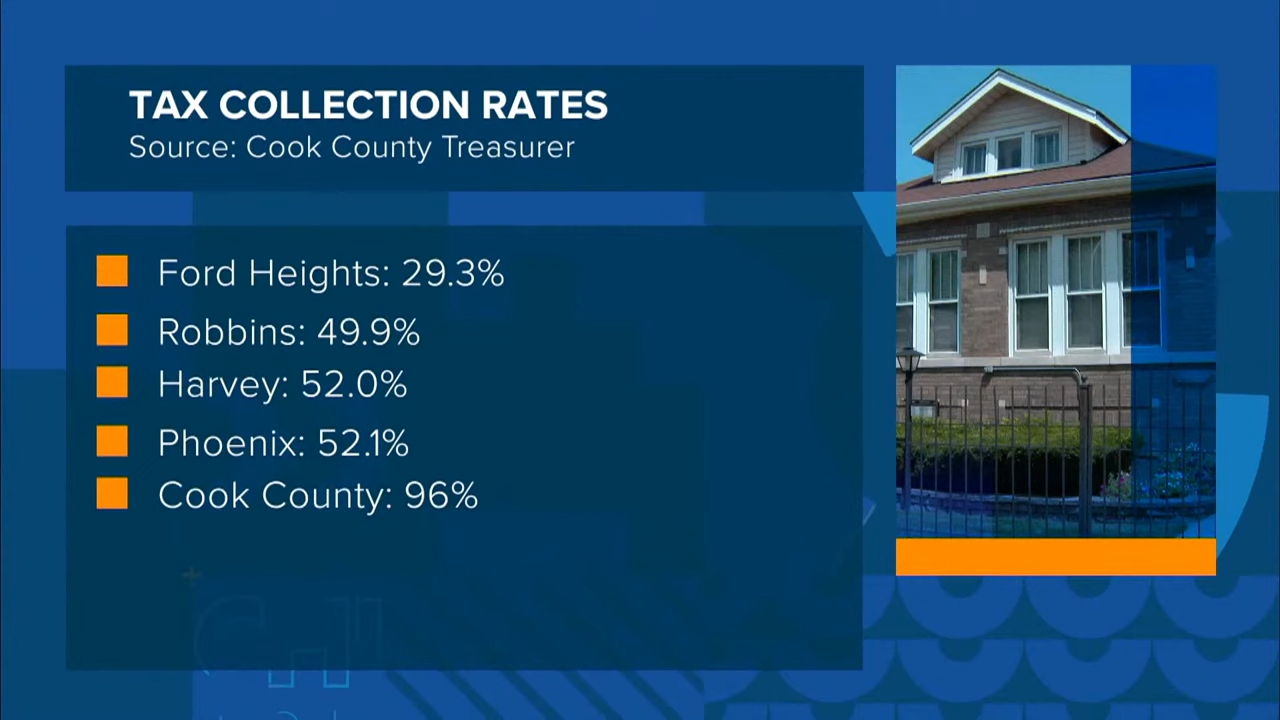 TAX COLLECTION RATES
Source: Cook County Treasurer
Ford Heights: 29.3%
Robbins: 49.9%
Harvey: 52.0%
Phoenix: 52.1%
Cook County: 96%